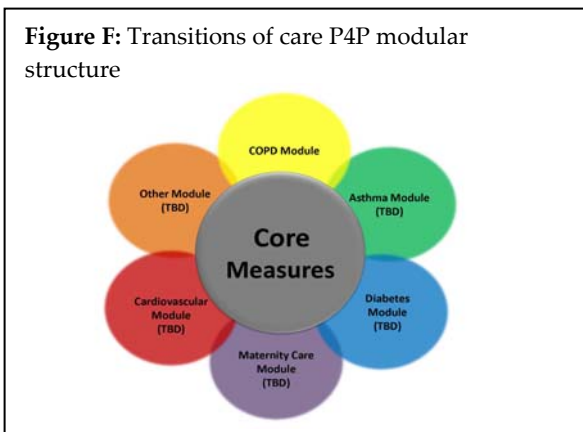 Figure F: Transitions of care P4P modular
structure
COPD Module
Other Module
(TBD)
Asthma Module
(TBD)
Core
Measures
Cardiovascular
Module
(TBD)
Diabetes
Module
(TBD)
Maternity Care
Module
(TBD)